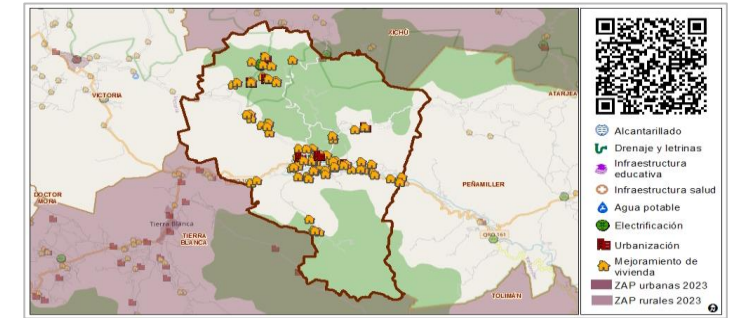 XICHÚ
VICTORIA
ATARJEA
DOCTOR
MORA
PEÑAMILLER
Tierra Blanca
TIERRA
BLANCA
TOLIMÁN
Alcantarillado
Drenaje y letrinas
Infraestructura
educativa
Infraestructura salud
Agua potable
Electrificación
Urbanización
Mejoramiento de
vivienda
ZAP urbanas 2023
ZAP rurales 2023